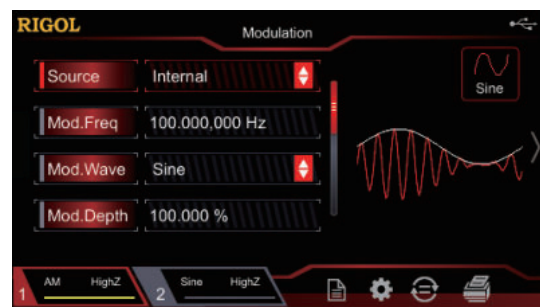 RIGOL
Modulation
Source Internal
Sine
Mod.Freq 100.000,000 Hz
Mod.Wave Sine
Mod.Depth 100.000 %
1 AM HighZ 2 Sine HighZ